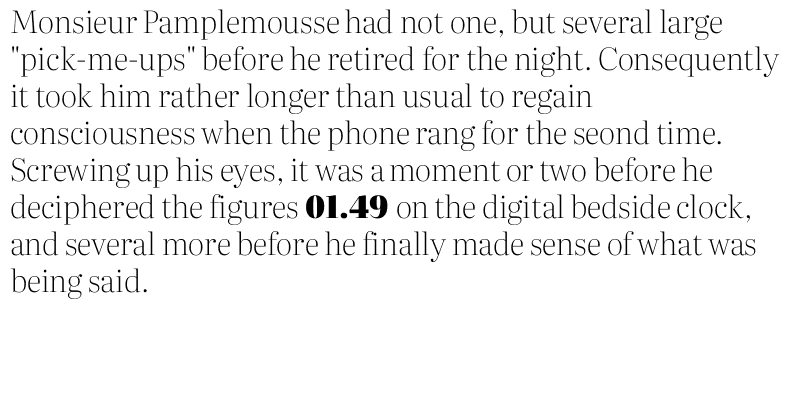 Monsieur Pamplemousse had not one, but several large
"pick-me-ups" before he retired for the night. Consequently
it took him rather longer than usual to regain
consciousness when the phone rang for the seond time.
Screwing up his eyes, it was a moment or two before he
deciphered the figures 01.49 on the digital bedside clock,
and several more before he finally made sense of what was
being said.